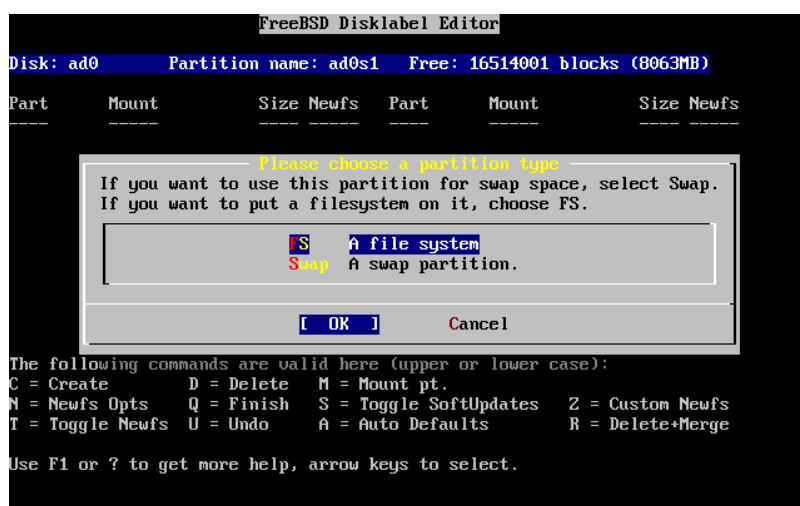 FreeBSD Disklabel Editor
Disk: ad0 Partition name: ad0s1 Free: 16514001 blocks (8063MB)
Part Mount Size Newfs Part Mount Size Newfs
---- ----- ---- ----- ---- ----- ---- -----
Please choose a partition type
If you want to use this partition for swap space, select Swap.
If you want to put a filesystem on it, choose FS.
FS A file system
Swap A swap partition.
[ OK ] Cancel
The following commands are valid here (upper or lower case):
C = Create D = Delete M = Mount pt.
N = Newfs Opts Q = Finish S = Toggle SoftUpdates Z = Custom Newfs
T = Toggle Newfs U = Undo A = Auto Defaults R = Delete+Merge
Use F1 or ? to get more help, arrow keys to select.